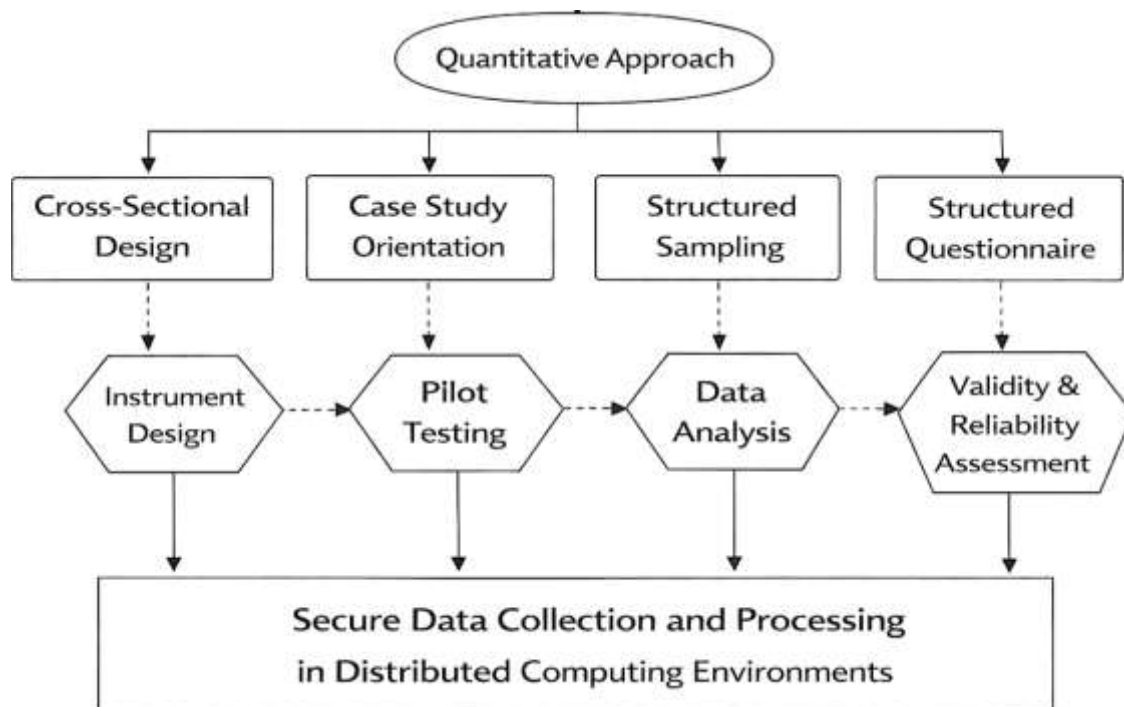 Quantitative Approach
Cross-Sectional
Design
Case Study
Orientation
Structured
Sampling
Structured
Questionnaire
Instrument
Design
Pilot
Testing
Data
Analysis
Validity &
Reliability
Assessment
Secure Data Collection and Processing
in Distributed Computing Environments